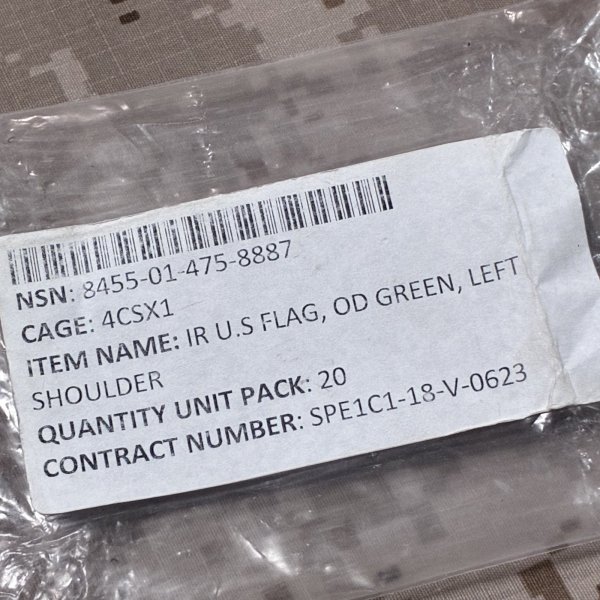 NSN: 8455-01-475-8887
CAGE: 4CSX1
ITEM NAME: IR U.S FLAG, OD GREEN, LEFT
SHOULDER
QUANTITY UNIT PACK: 20
CONTRACT NUMBER: SPE1C1-18-V-0623